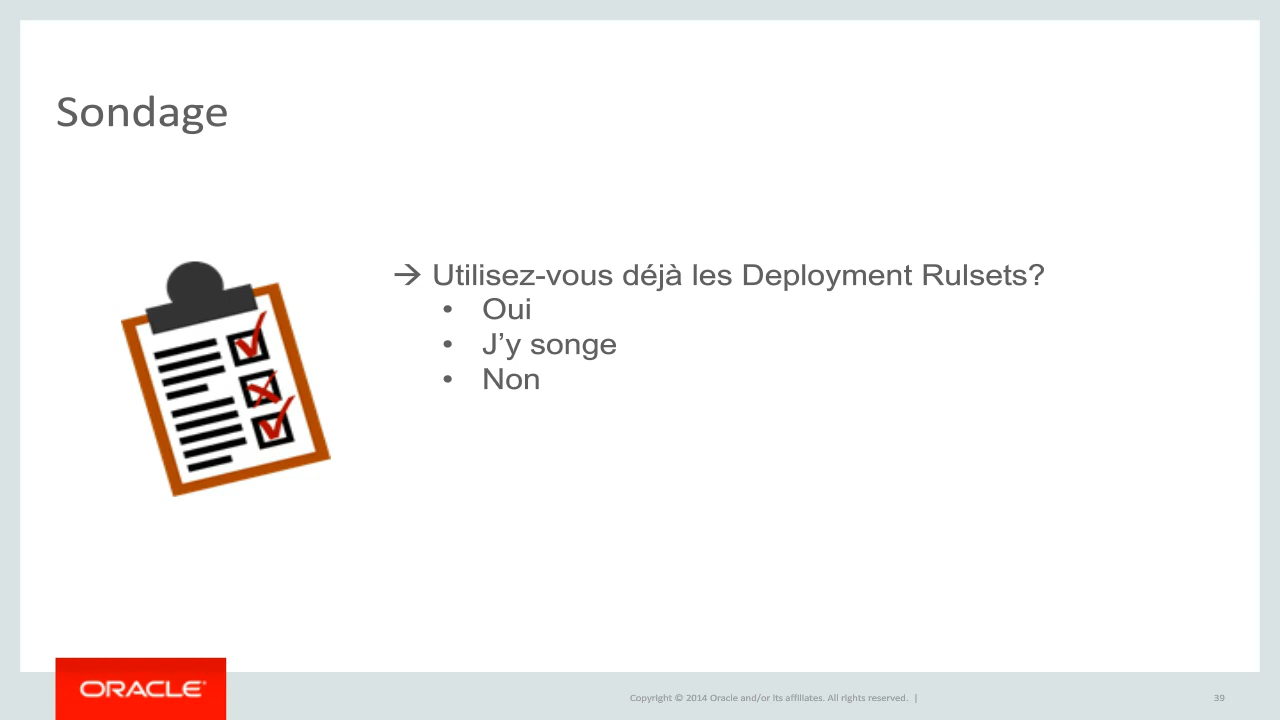 Sondage
→ Utilisez-vous déjà les Deployment Rulsets?
• Oui
• J’y songe
• Non
ORACLE®
Copyright © 2014 Oracle and/or its affiliates. All rights reserved. |
39